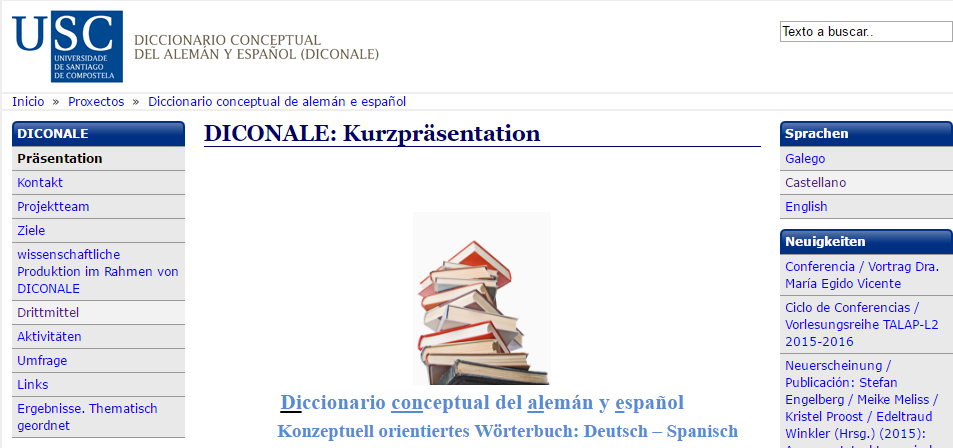 USC
UNIVERSIDADE
DE SANTIAGO
DE COMPOSTELA
DICCIONARIO CONCEPTUAL
DEL ALEMÁN Y ESPAÑOL (DICONALE)
Texto a buscar..
Inicio » Proxectos » Diccionario conceptual de alemán e español
DICONALE
Präsentation
Kontakt
Projektteam
Ziele
wissenschaftliche
Produktion im Rahmen von
DICONALE
Drittmittel
Aktivitäten
Umfrage
Links
Ergebnisse. Thematisch
geordnet
DICONALE: Kurzpräsentation
Diccionario conceptual del alemán y español
Konzeptuell orientiertes Wörterbuch: Deutsch – Spanisch
Sprachen
Galego
Castellano
English
Neuigkeiten
Conferencia / Vortrag Dra.
María Egido Vicente
Ciclo de Conferencias /
Vorlesungsreihe TALAP-L2
2015-2016
Neuerscheinung /
Publicación: Stefan
Engelberg / Meike Meliss /
Kristel Proost / Edeltraud
Winkler (Hrsg.) (2015):